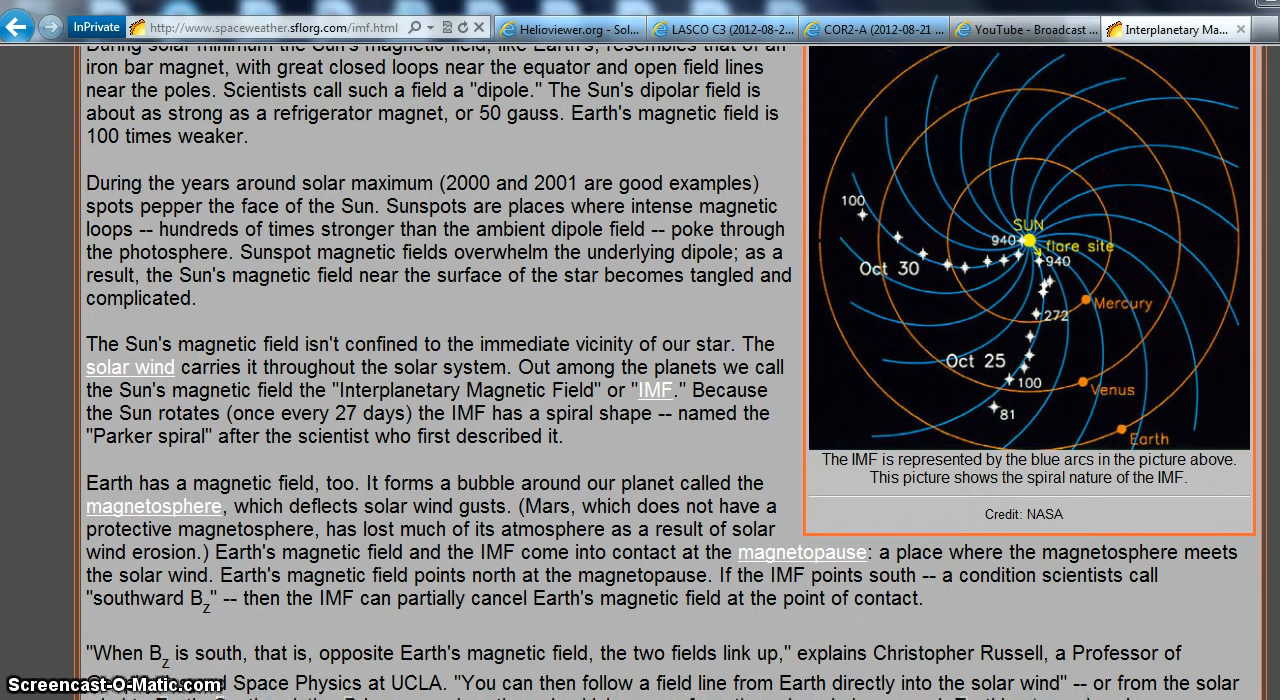 InPrivate
http://www.spaceweather.sflorg.com/imf.html
Helioviewer.org - Sol...
LASCO C3 (2012-08-2...
COR2-A (2012-08-21 ...
YouTube - Broadcast ...
Interplanetary Ma...
During solar minimum the Sun's magnetic field, like Earth's, resembles that of an
iron bar magnet, with great closed loops near the equator and open field lines
near the poles. Scientists call such a field a "dipole." The Sun's dipolar field is
about as strong as a refrigerator magnet, or 50 gauss. Earth's magnetic field is
100 times weaker.
During the years around solar maximum (2000 and 2001 are good examples)
spots pepper the face of the Sun. Sunspots are places where intense magnetic
loops -- hundreds of times stronger than the ambient dipole field -- poke through
the photosphere. Sunspot magnetic fields overwhelm the underlying dipole; as a
result, the Sun's magnetic field near the surface of the star becomes tangled and
complicated.
The Sun's magnetic field isn't confined to the immediate vicinity of our star. The
solar wind carries it throughout the solar system. Out among the planets we call
the Sun's magnetic field the "Interplanetary Magnetic Field" or "IMF." Because
the Sun rotates (once every 27 days) the IMF has a spiral shape -- named the
"Parker spiral" after the scientist who first described it.
Earth has a magnetic field, too. It forms a bubble around our planet called the
magnetosphere, which deflects solar wind gusts. (Mars, which does not have a
protective magnetosphere, has lost much of its atmosphere as a result of solar
wind erosion.) Earth's magnetic field and the IMF come into contact at the magnetopause: a place where the magnetosphere meets
the solar wind. Earth's magnetic field points north at the magnetopause. If the IMF points south -- a condition scientists call
"southward Bz" -- then the IMF can partially cancel Earth's magnetic field at the point of contact.
"When Bz is south, that is, opposite Earth's magnetic field, the two fields link up," explains Christopher Russell, a Professor of
Space Physics at UCLA. "You can then follow a field line from Earth directly into the solar wind" -- or from the solar
100
SUN
940
flare site
940
Oct 30
Mercury
272
Oct 25
100
Venus
81
Earth
The IMF is represented by the blue arcs in the picture above.
This picture shows the spiral nature of the IMF.
Credit: NASA
Screencast-O-Matic.com